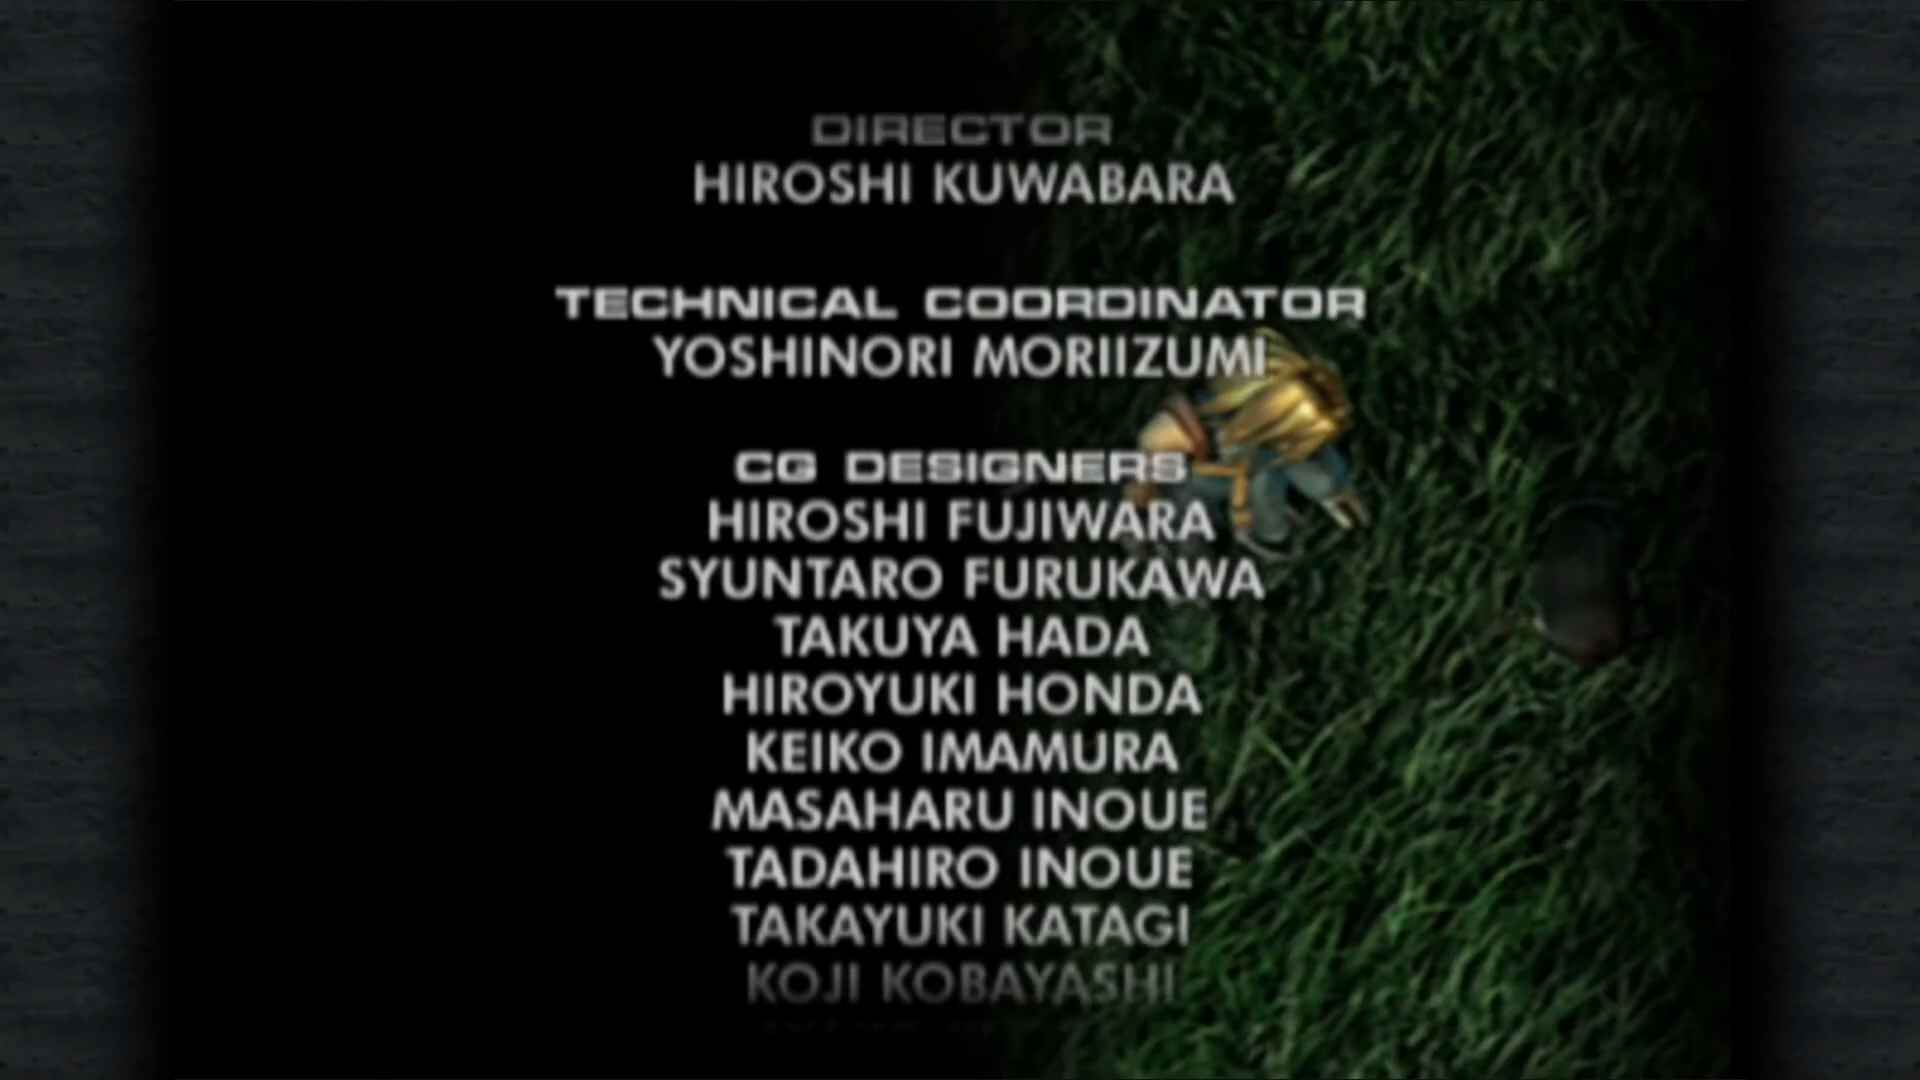 DIRECTOR
HIROSHI KUWABARA
TECHNICAL COORDINATOR
YOSHINORI MORIIZUMI
CG DESIGNERS
HIROSHI FUJIWARA
SYUNTARO FURUKAWA
TAKUYA HADA
HIROYUKI HONDA
KEIKO IMAMURA
MASAHARU INOUE
TADAHIRO INOUE
TAKAYUKI KATAGI
KOJI KOBAYASHI